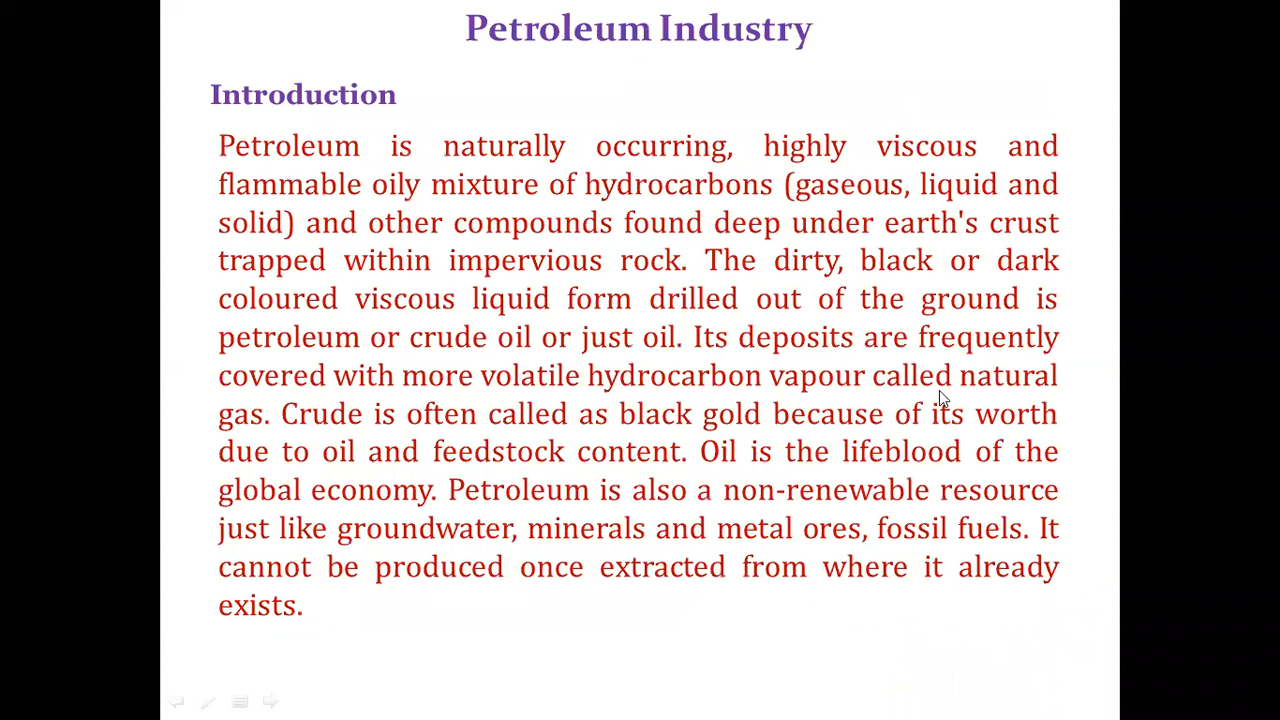 Petroleum Industry
Introduction
Petroleum is naturally occurring, highly viscous and
flammable oily mixture of hydrocarbons (gaseous, liquid and
solid) and other compounds found deep under earth's crust
trapped within impervious rock. The dirty, black or dark
coloured viscous liquid form drilled out of the ground is
petroleum or crude oil or just oil. Its deposits are frequently
covered with more volatile hydrocarbon vapour called natural
gas. Crude is often called as black gold because of its worth
due to oil and feedstock content. Oil is the lifeblood of the
global economy. Petroleum is also a non-renewable resource
just like groundwater, minerals and metal ores, fossil fuels. It
cannot be produced once extracted from where it already
exists.